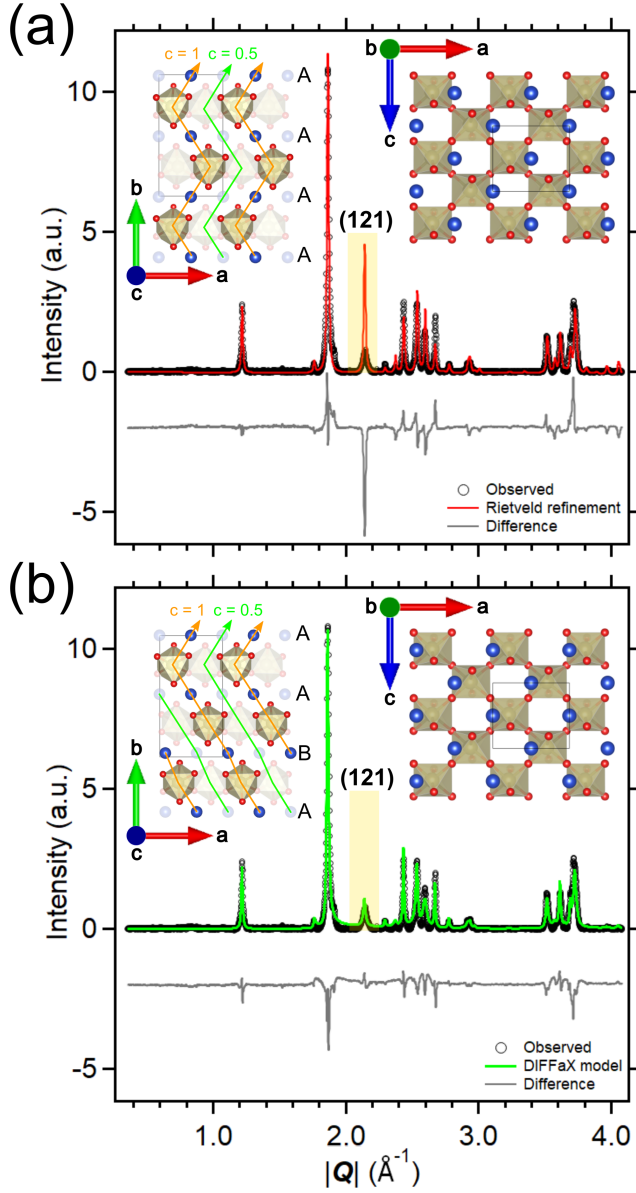 (a)
c = 1 c = 0.5
A
A
A
A
b
c
a
b
a
c
(121)
10
5
0
-5
Intensity (a.u.)
Observed
Rietveld refinement
Difference
(b)
c = 1 c = 0.5
A
A
B
A
b
c
a
b
a
c
(121)
10
5
0
-5
Intensity (a.u.)
Observed
DIFFaX model
Difference
1.0 2.0 3.0 4.0
|Q| (Å⁻¹)